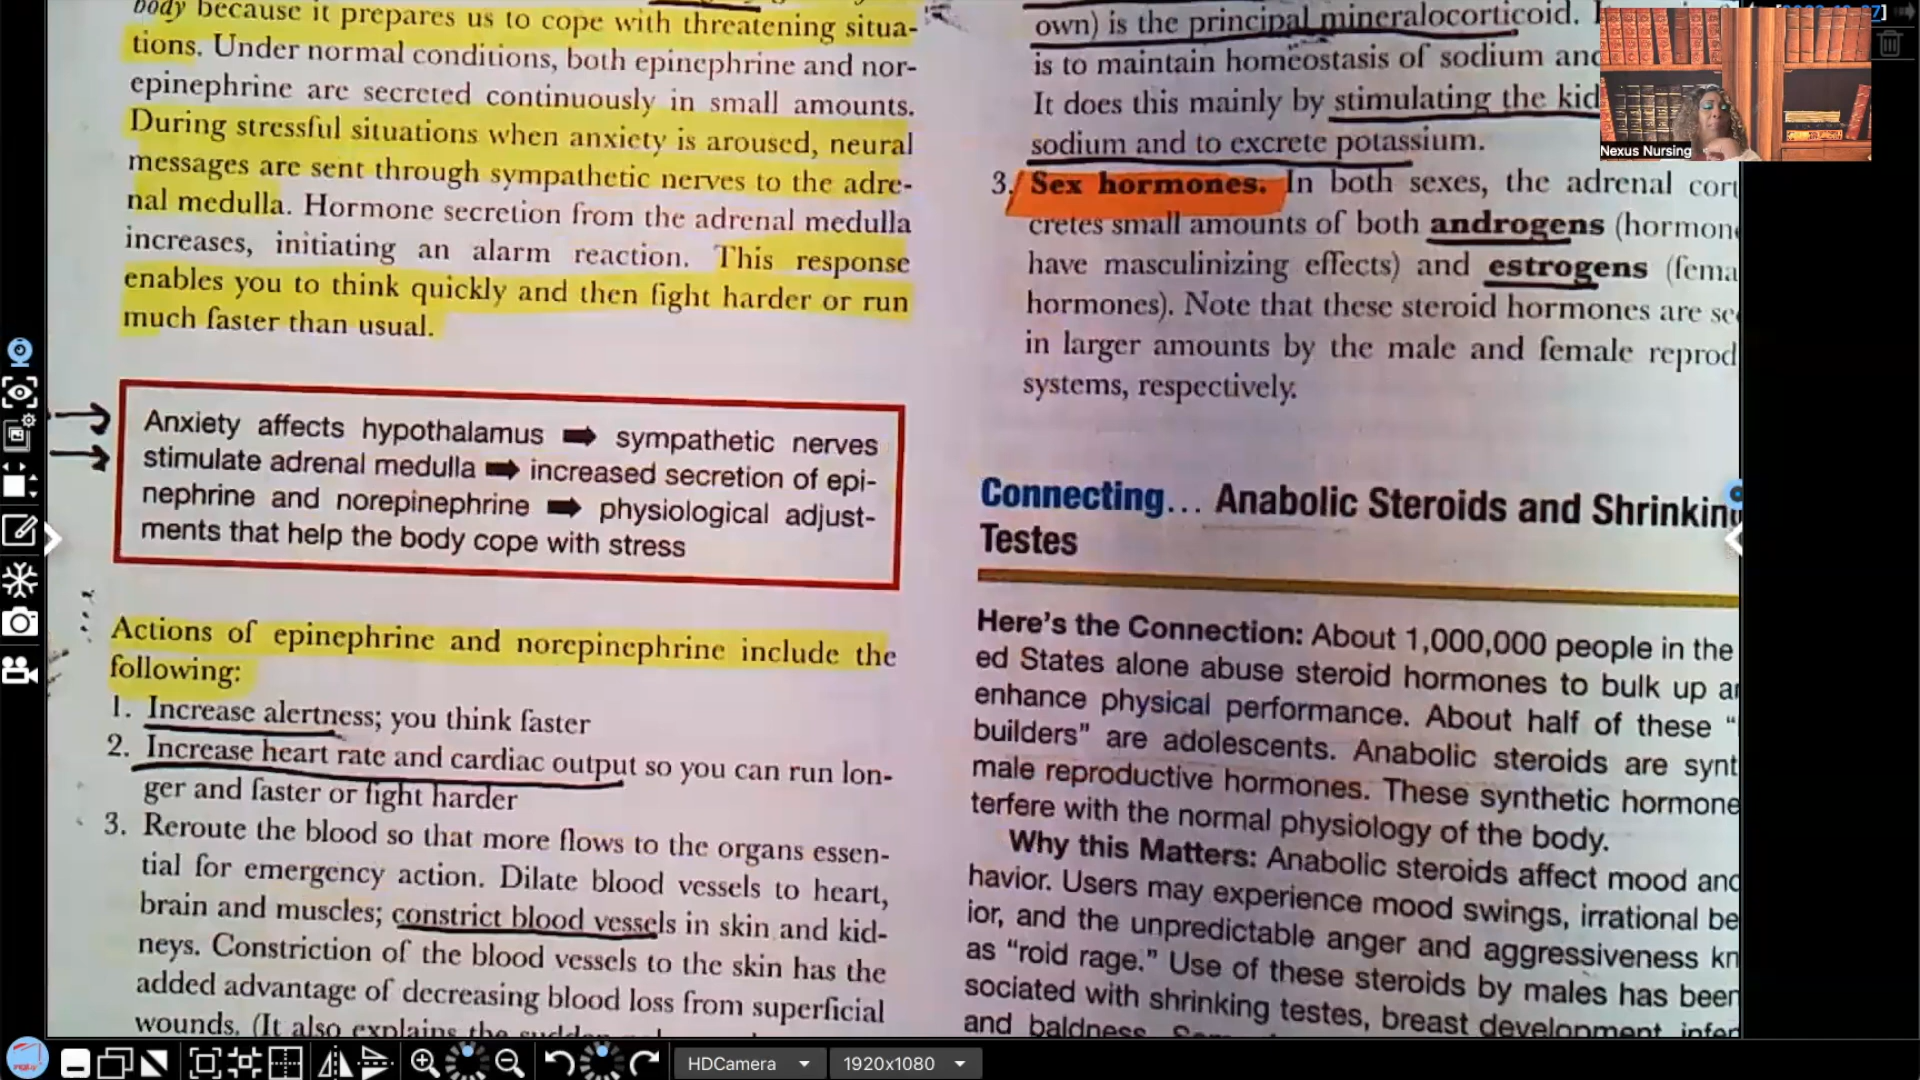 body because it prepares us to cope with threatening situa-
tions. Under normal conditions, both epinephrine and nor-
epinephrine are secreted continuously in small amounts.
During stressful situations when anxiety is aroused, neural
messages are sent through sympathetic nerves to the adre-
nal medulla. Hormone secretion from the adrenal medulla
increases, initiating an alarm reaction. This response
enables you to think quickly and then fight harder or run
much faster than usual.
Anxiety affects hypothalamus ➡ sympathetic nerves
stimulate adrenal medulla ➡ increased secretion of epi-
nephrine and norepinephrine ➡ physiological adjust-
ments that help the body cope with stress
Actions of epinephrine and norepinephrine include the
following:
1. Increase alertness; you think faster
2. Increase heart rate and cardiac output so you can run lon-
ger and faster or fight harder
3. Reroute the blood so that more flows to the organs essen-
tial for emergency action. Dilate blood vessels to heart,
brain and muscles; constrict blood vessels in skin and kid-
neys. Constriction of the blood vessels to the skin has the
added advantage of decreasing blood loss from superficial
wounds. (It also explains the
own) is the principal mineralocorticoid.
is to maintain homeostasis of sodium and
It does this mainly by stimulating the kid
sodium and to excrete potassium.
3. Sex hormones. In both sexes, the adrenal cort
cretes small amounts of both androgens (hormone
have masculinizing effects) and estrogens (fema
hormones). Note that these steroid hormones are se
in larger amounts by the male and female reprod
systems, respectively.
Connecting... Anabolic Steroids and Shrinkin
Testes
Here's the Connection: About 1,000,000 people in the
ed States alone abuse steroid hormones to bulk up a
enhance physical performance. About half of these "
builders" are adolescents. Anabolic steroids are synt
male reproductive hormones. These synthetic hormone
terfere with the normal physiology of the body.
Why this Matters: Anabolic steroids affect mood and
havior. Users may experience mood swings, irrational be
ior, and the unpredictable anger and aggressiveness kn
as "roid rage." Use of these steroids by males has been
sociated with shrinking testes, breast development, infer
and baldness.
Nexus Nursing
HDCamera
1920x1080